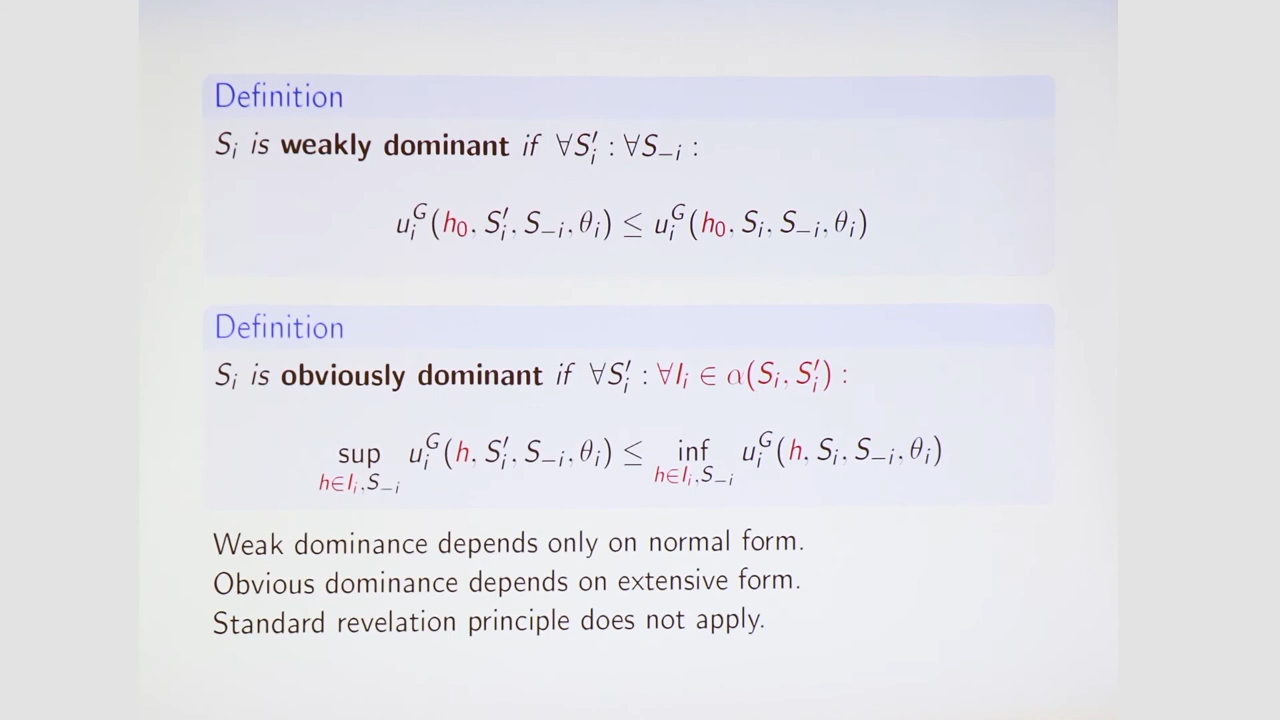 Definition
Sᵢ is weakly dominant if ∀S′ᵢ : ∀S₋ᵢ :
uᵢᴳ(h₀, S′ᵢ, S₋ᵢ, θᵢ) ≤ uᵢᴳ(h₀, Sᵢ, S₋ᵢ, θᵢ)
Definition
Sᵢ is obviously dominant if ∀S′ᵢ : ∀Iᵢ ∈ α(Sᵢ, S′ᵢ) :
sup_{h∈Iᵢ,S₋ᵢ} uᵢᴳ(h, S′ᵢ, S₋ᵢ, θᵢ) ≤ inf_{h∈Iᵢ,S₋ᵢ} uᵢᴳ(h, Sᵢ, S₋ᵢ, θᵢ)
Weak dominance depends only on normal form.
Obvious dominance depends on extensive form.
Standard revelation principle does not apply.